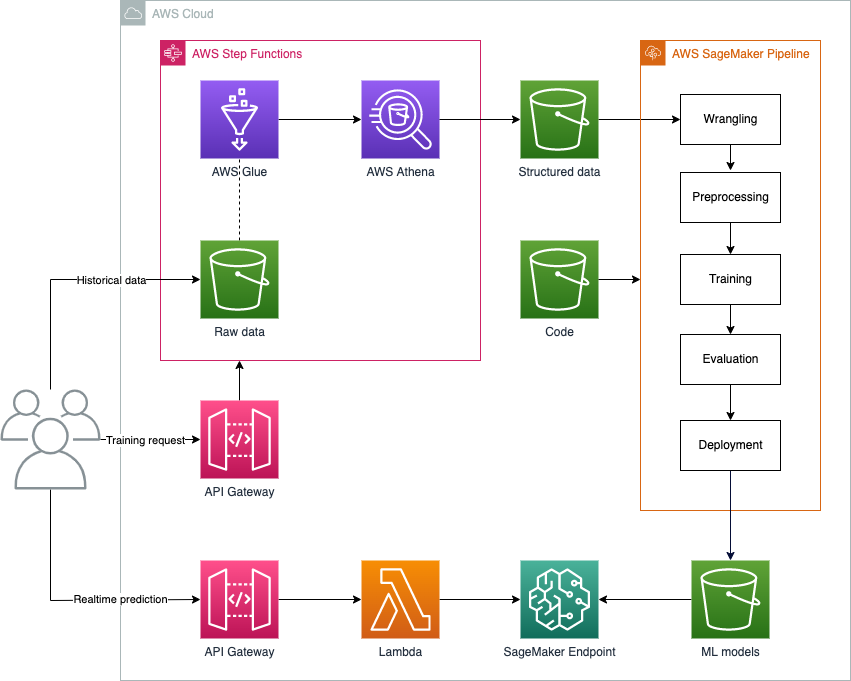 AWS Cloud
AWS Step Functions
AWS SageMaker Pipeline
AWS Glue
AWS Athena
Structured data
Wrangling
Preprocessing
Historical data
Raw data
Code
Training
Evaluation
Training request
</>
API Gateway
Deployment
Realtime prediction
</>
API Gateway
Lambda
SageMaker Endpoint
ML models